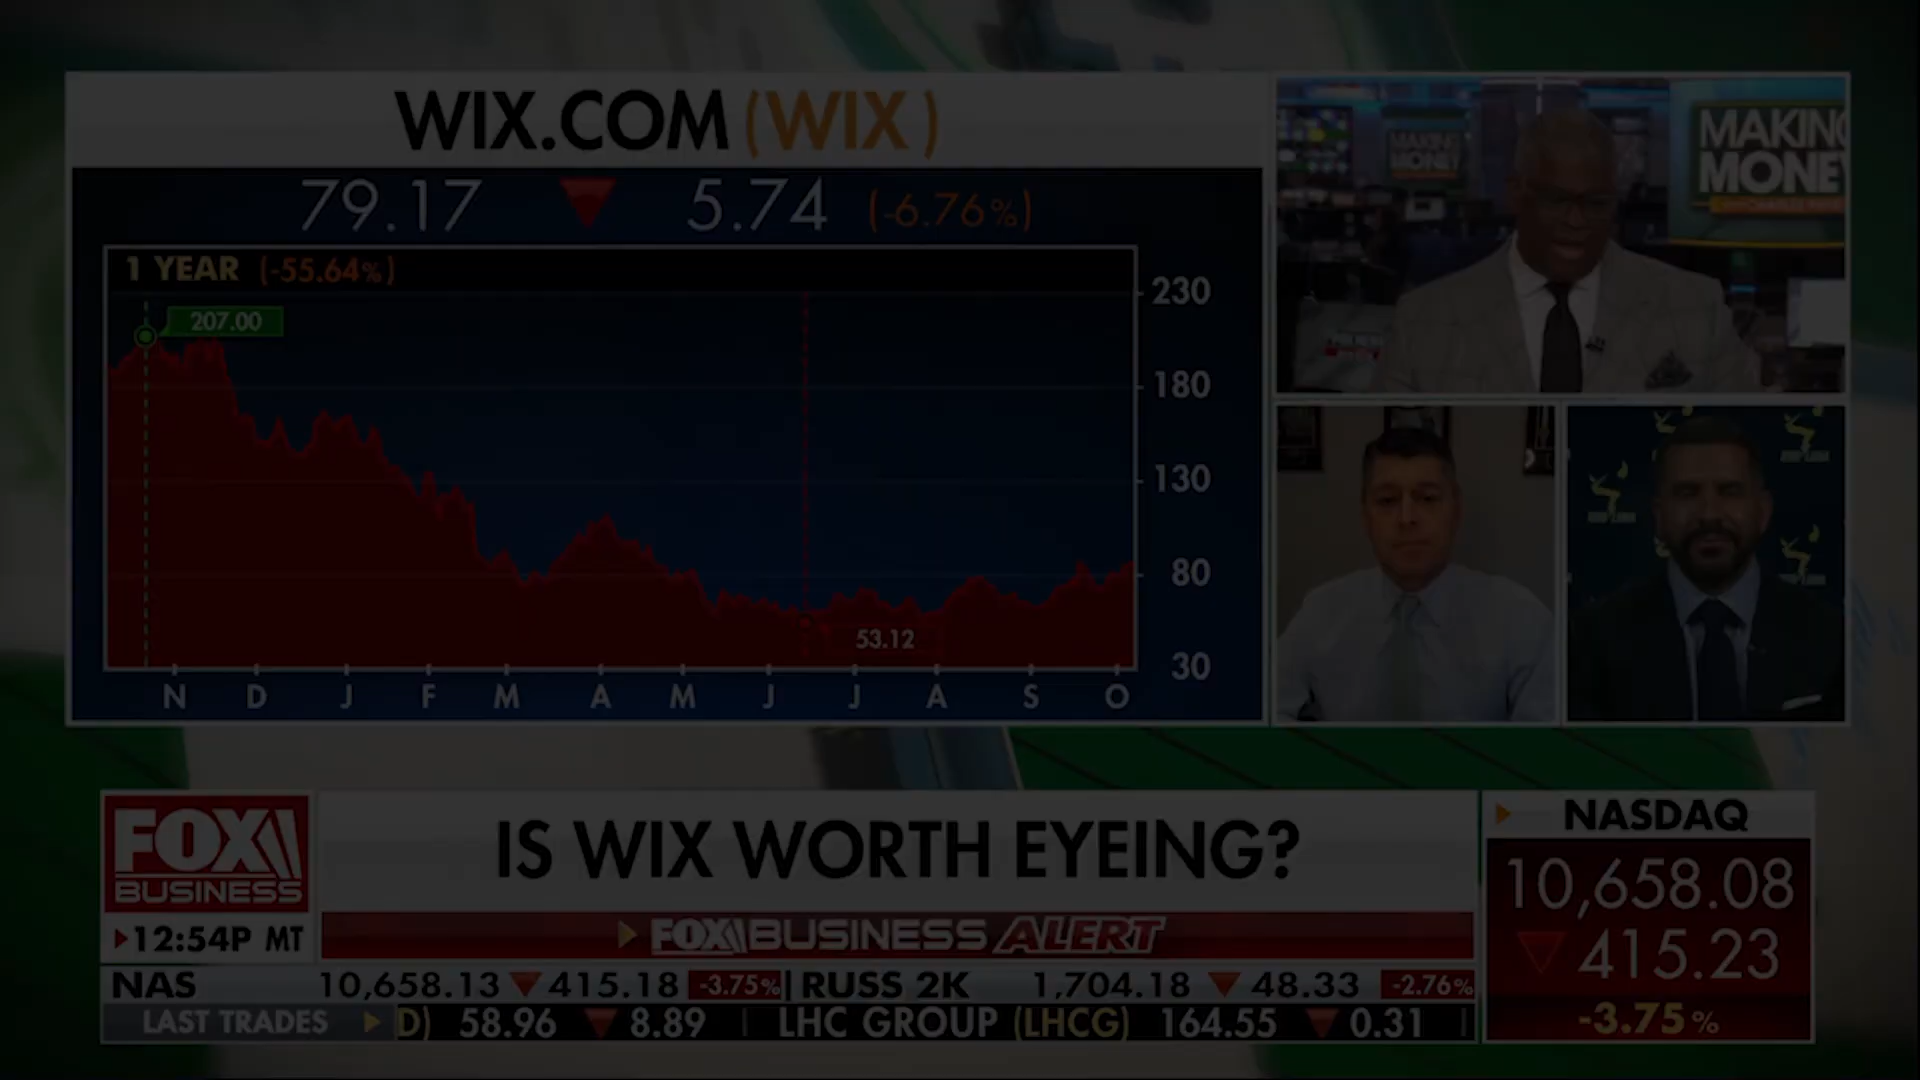 WIX.COM (WIX)
79.17 ▼ 5.74 (-6.76%)
1 YEAR (-55.64%)
207.00
53.12
230
180
130
80
30
N D J F M A M J J A S O
MAKING
MONEY
MAKING
MONEY
FOX
BUSINESS
12:54P MT
IS WIX WORTH EYEING?
FOX BUSINESS ALERT
NASDAQ
10,658.08
▼ 415.23
-3.75%
NAS 10,658.13 ▼ 415.18 -3.75% | RUSS 2K 1,704.18 ▼ 48.33 -2.76%
LAST TRADES D) 58.96 ▼ 8.89 | LHC GROUP (LHCG) 164.55 ▼ 0.31 |